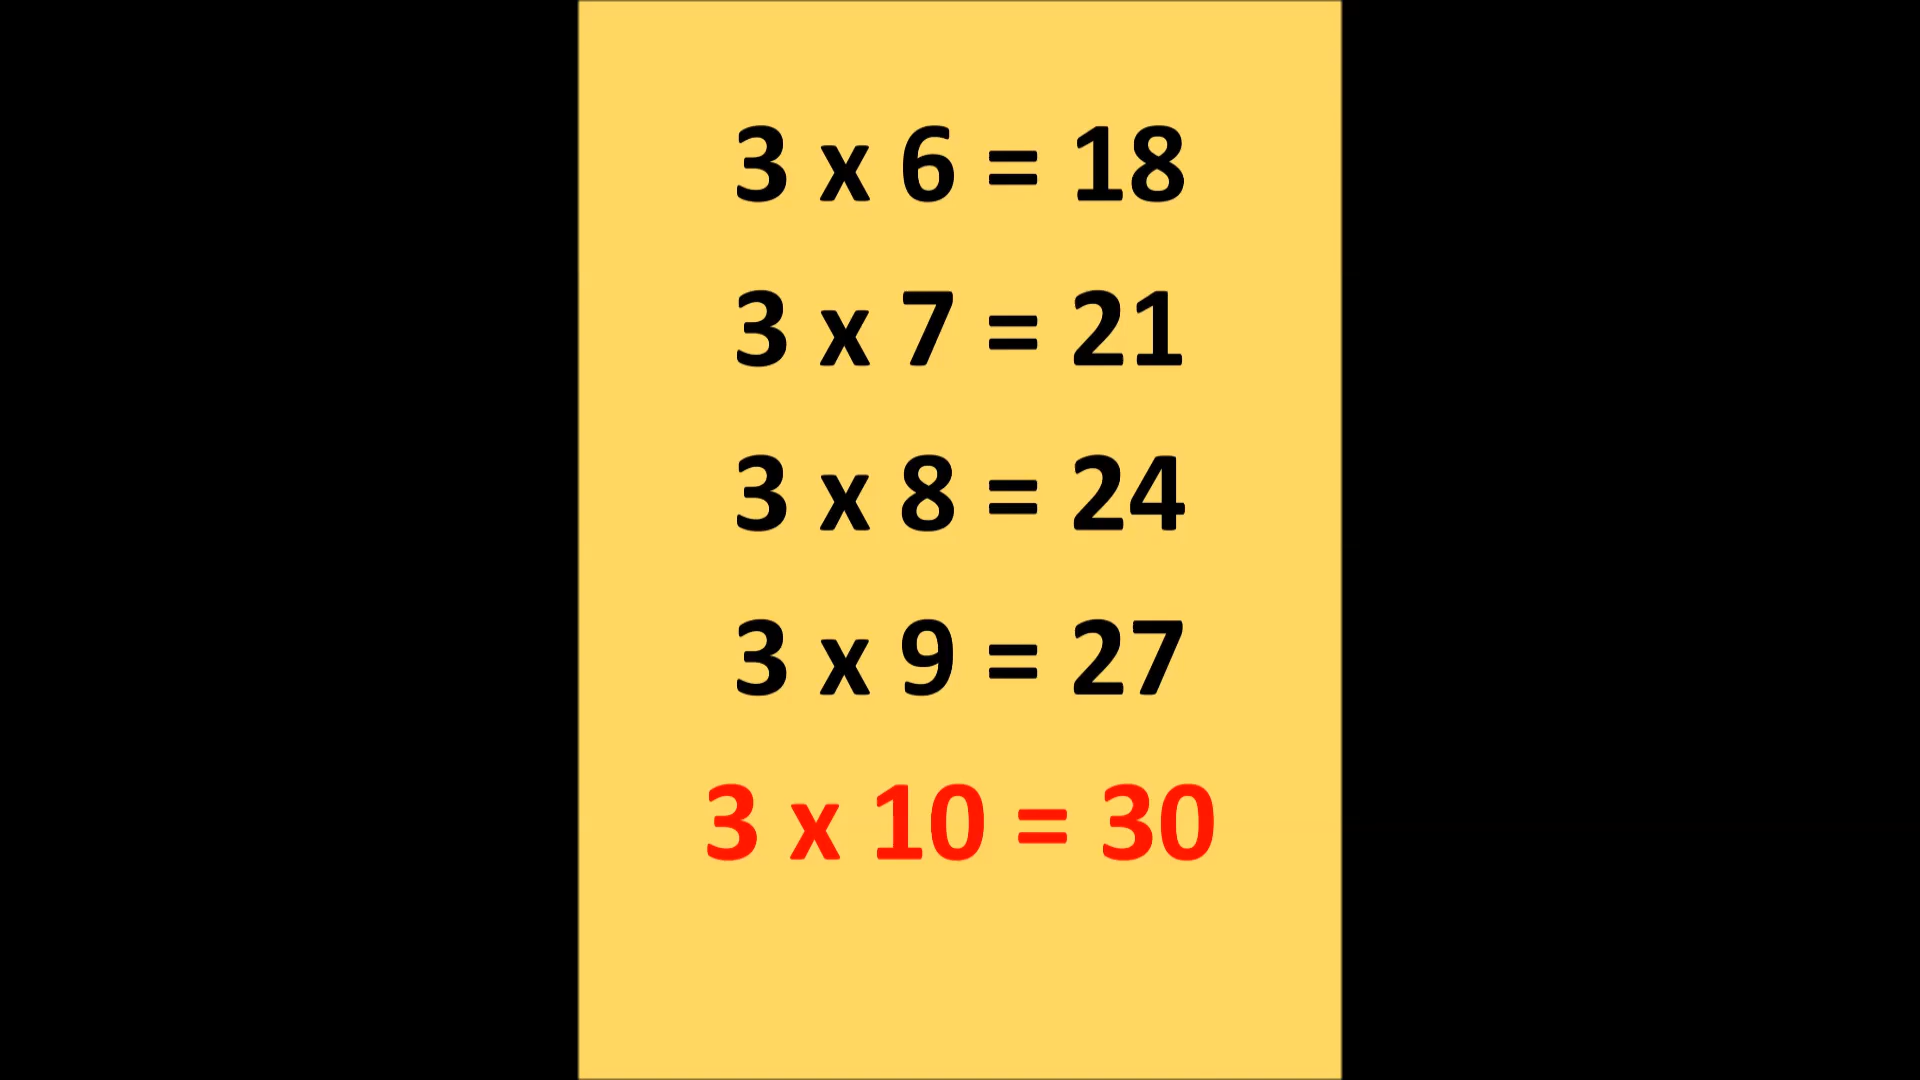 3 x 6 = 18
3 x 7 = 21
3 x 8 = 24
3 x 9 = 27
3 x 10 = 30